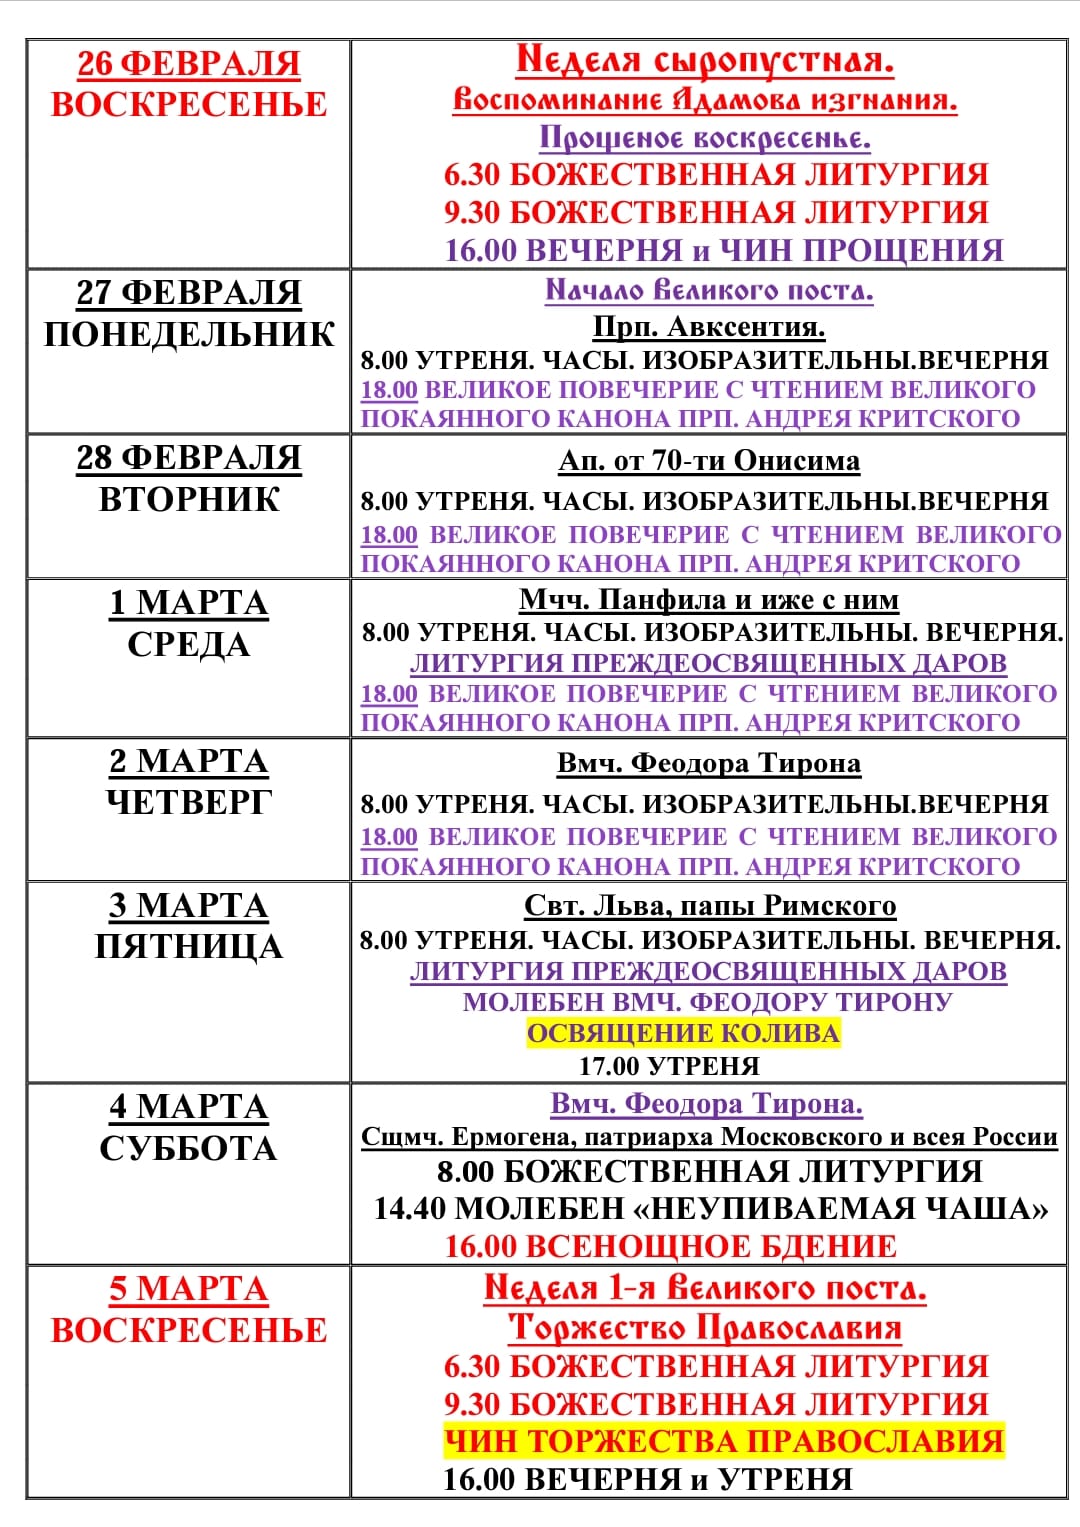 26 ФЕВРАЛЯ
ВОСКРЕСЕНЬЕ
Неделя сыропустная.
Воспоминание Адамова изгнания.
Прощеное воскресенье.
6.30 БОЖЕСТВЕННАЯ ЛИТУРГИЯ
9.30 БОЖЕСТВЕННАЯ ЛИТУРГИЯ
16.00 ВЕЧЕРНЯ и ЧИН ПРОЩЕНИЯ
27 ФЕВРАЛЯ
ПОНЕДЕЛЬНИК
Начало Великого поста.
Прп. Авксентия.
8.00 УТРЕНЯ. ЧАСЫ. ИЗОБРАЗИТЕЛЬНЫ.ВЕЧЕРНЯ
18.00 ВЕЛИКОЕ ПОВЕЧЕРИЕ С ЧТЕНИЕМ ВЕЛИКОГО
ПОКАЯННОГО КАНОНА ПРП. АНДРЕЯ КРИТСКОГО
28 ФЕВРАЛЯ
ВТОРНИК
Ап. от 70-ти Онисима
8.00 УТРЕНЯ. ЧАСЫ. ИЗОБРАЗИТЕЛЬНЫ.ВЕЧЕРНЯ
18.00 ВЕЛИКОЕ ПОВЕЧЕРИЕ С ЧТЕНИЕМ ВЕЛИКОГО
ПОКАЯННОГО КАНОНА ПРП. АНДРЕЯ КРИТСКОГО
1 МАРТА
СРЕДА
Мчч. Панфила и иже с ним
8.00 УТРЕНЯ. ЧАСЫ. ИЗОБРАЗИТЕЛЬНЫ. ВЕЧЕРНЯ.
ЛИТУРГИЯ ПРЕЖДЕОСВЯЩЕННЫХ ДАРОВ
18.00 ВЕЛИКОЕ ПОВЕЧЕРИЕ С ЧТЕНИЕМ ВЕЛИКОГО
ПОКАЯННОГО КАНОНА ПРП. АНДРЕЯ КРИТСКОГО
2 МАРТА
ЧЕТВЕРГ
Вмч. Феодора Тирона
8.00 УТРЕНЯ. ЧАСЫ. ИЗОБРАЗИТЕЛЬНЫ.ВЕЧЕРНЯ
18.00 ВЕЛИКОЕ ПОВЕЧЕРИЕ С ЧТЕНИЕМ ВЕЛИКОГО
ПОКАЯННОГО КАНОНА ПРП. АНДРЕЯ КРИТСКОГО
3 МАРТА
ПЯТНИЦА
Свт. Льва, папы Римского
8.00 УТРЕНЯ. ЧАСЫ. ИЗОБРАЗИТЕЛЬНЫ. ВЕЧЕРНЯ.
ЛИТУРГИЯ ПРЕЖДЕОСВЯЩЕННЫХ ДАРОВ
МОЛЕБЕН ВМЧ. ФЕОДОРУ ТИРОНУ
ОСВЯЩЕНИЕ КОЛИВА
17.00 УТРЕНЯ
4 МАРТА
СУББОТА
Вмч. Феодора Тирона.
Сщмч. Ермогена, патриарха Московского и всея России
8.00 БОЖЕСТВЕННАЯ ЛИТУРГИЯ
14.40 МОЛЕБЕН «НЕУПИВАЕМАЯ ЧАША»
16.00 ВСЕНОЩНОЕ БДЕНИЕ
5 МАРТА
ВОСКРЕСЕНЬЕ
Неделя 1-я Великого поста.
Торжество Православия
6.30 БОЖЕСТВЕННАЯ ЛИТУРГИЯ
9.30 БОЖЕСТВЕННАЯ ЛИТУРГИЯ
ЧИН ТОРЖЕСТВА ПРАВОСЛАВИЯ
16.00 ВЕЧЕРНЯ и УТРЕНЯ